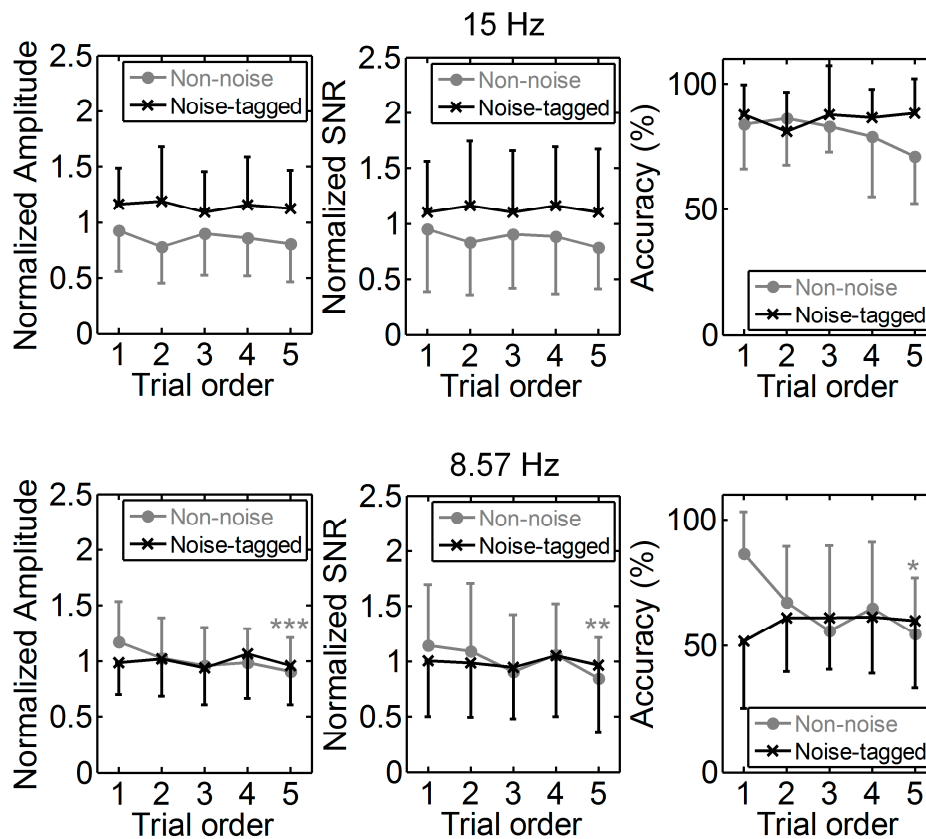 15 Hz
Normalized Amplitude
2.5
2
1.5
1
0.5
0
Non-noise
Noise-tagged
1 2 3 4 5
Trial order
Normalized SNR
2.5
2
1.5
1
0.5
0
Non-noise
Noise-tagged
1 2 3 4 5
Trial order
Accuracy (%)
100
50
0
Non-noise
Noise-tagged
1 2 3 4 5
Trial order
8.57 Hz
Normalized Amplitude
2.5
2
1.5
1
0.5
0
Non-noise
Noise-tagged
***
1 2 3 4 5
Trial order
Normalized SNR
2.5
2
1.5
1
0.5
0
Non-noise
Noise-tagged
**
1 2 3 4 5
Trial order
Accuracy (%)
100
50
0
*
Non-noise
Noise-tagged
1 2 3 4 5
Trial order